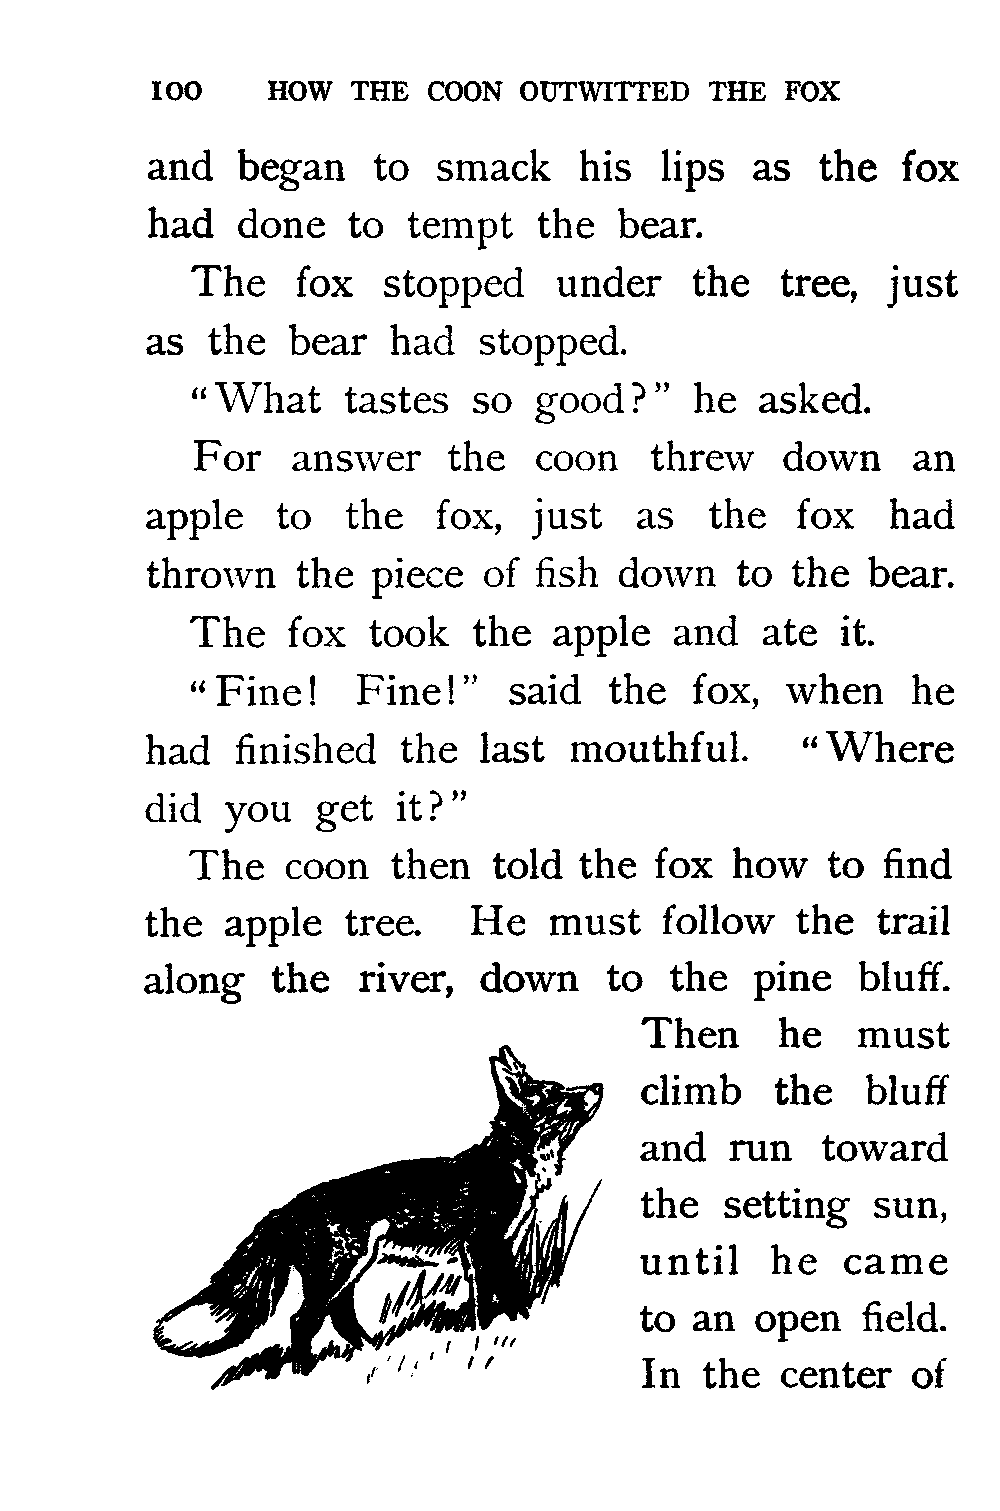 100 HOW THE COON OUTWITTED THE FOX
and began to smack his lips as the fox
had done to tempt the bear.
The fox stopped under the tree, just
as the bear had stopped.
"What tastes so good?" he asked.
For answer the coon threw down an
apple to the fox, just as the fox had
thrown the piece of fish down to the bear.
The fox took the apple and ate it.
"Fine! Fine!" said the fox, when he
had finished the last mouthful. "Where
did you get it?"
The coon then told the fox how to find
the apple tree. He must follow the trail
along the river, down to the pine bluff.
Then he must
climb the bluff
and run toward
the setting sun,
until he came
to an open field.
In the center of